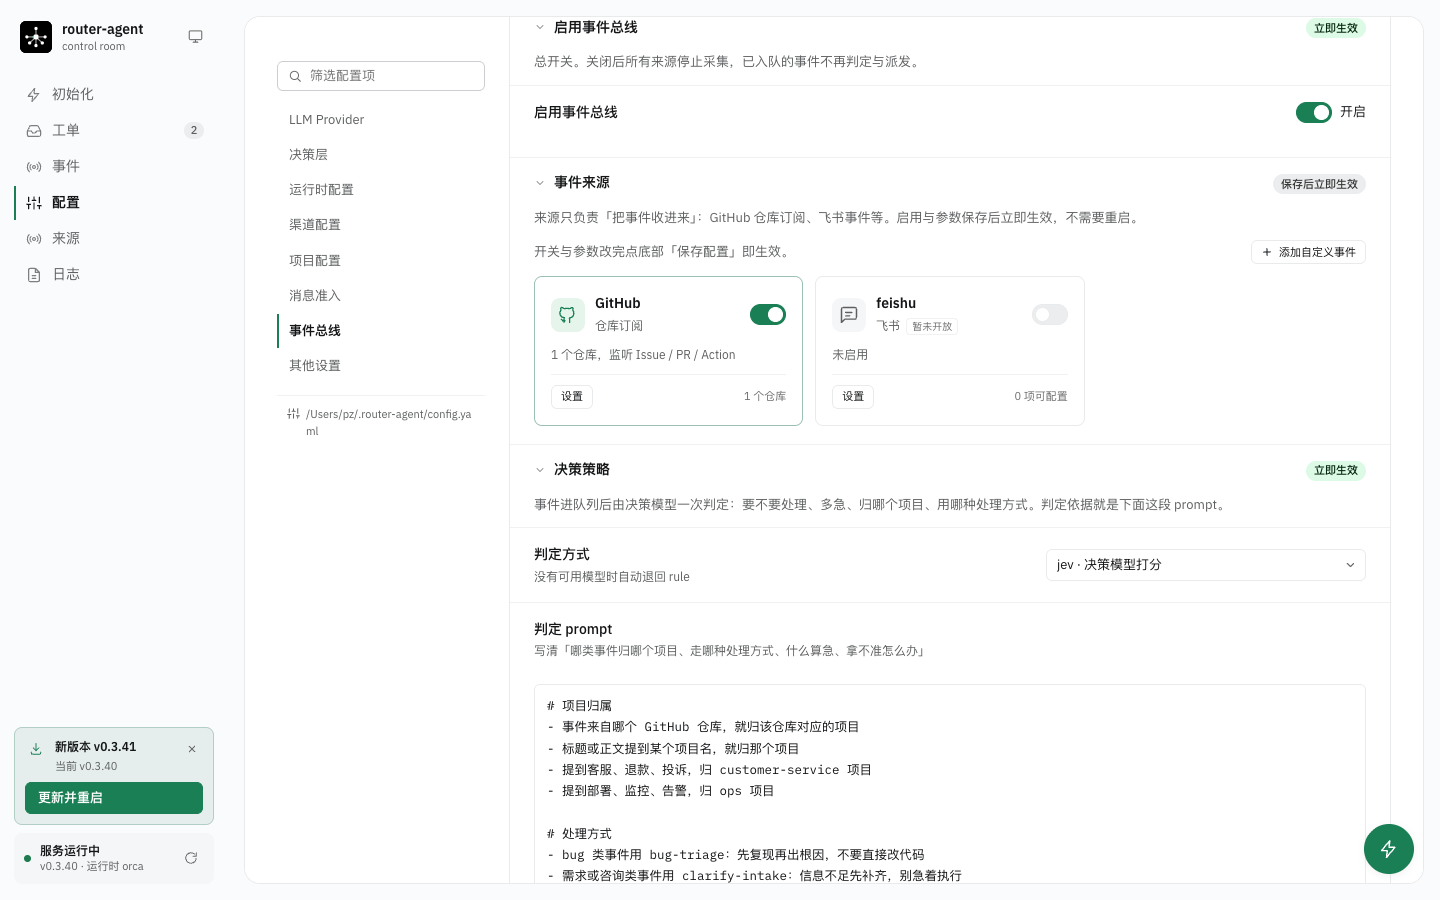 router-agent
control room
初始化
工单
2
事件
配置
来源
日志
新版本 v0.3.41
当前 v0.3.40
更新并重启
服务运行中
v0.3.40 · 运行时 orca
筛选配置项
LLM Provider
决策层
运行时配置
渠道配置
项目配置
消息准入
事件总线
其他设置
/Users/pz/.router-agent/config.ya
ml
启用事件总线
立即生效
总开关。关闭后所有来源停止采集，已入队的事件不再判定与派发。
启用事件总线
开启
事件来源
保存后立即生效
来源只负责「把事件收进来」：GitHub 仓库订阅、飞书事件等。启用与参数保存后立即生效，不需要重启。
开关与参数改完点底部「保存配置」即生效。
添加自定义事件
GitHub
仓库订阅
1 个仓库，监听 Issue / PR / Action
设置
1 个仓库
feishu
飞书 暂未开放
未启用
设置
0 项可配置
决策策略
立即生效
事件进队列后由决策模型一次判定：要不要处理、多急、归哪个项目、用哪种处理方式。判定依据就是下面这段 prompt。
判定方式
没有可用模型时自动退回 rule
jev · 决策模型打分
判定 prompt
写清「哪类事件归哪个项目、走哪种处理方式、什么算急、拿不准怎么办」
# 项目归属
- 事件来自哪个 GitHub 仓库，就归该仓库对应的项目
- 标题或正文提到某个项目名，就归那个项目
- 提到客服、退款、投诉，归 customer-service 项目
- 提到部署、监控、告警，归 ops 项目
# 处理方式
- bug 类事件用 bug-triage：先复现再出根因，不要直接改代码
- 需求或咨询类事件用 clarify-intake：信息不足先补齐，别急着执行